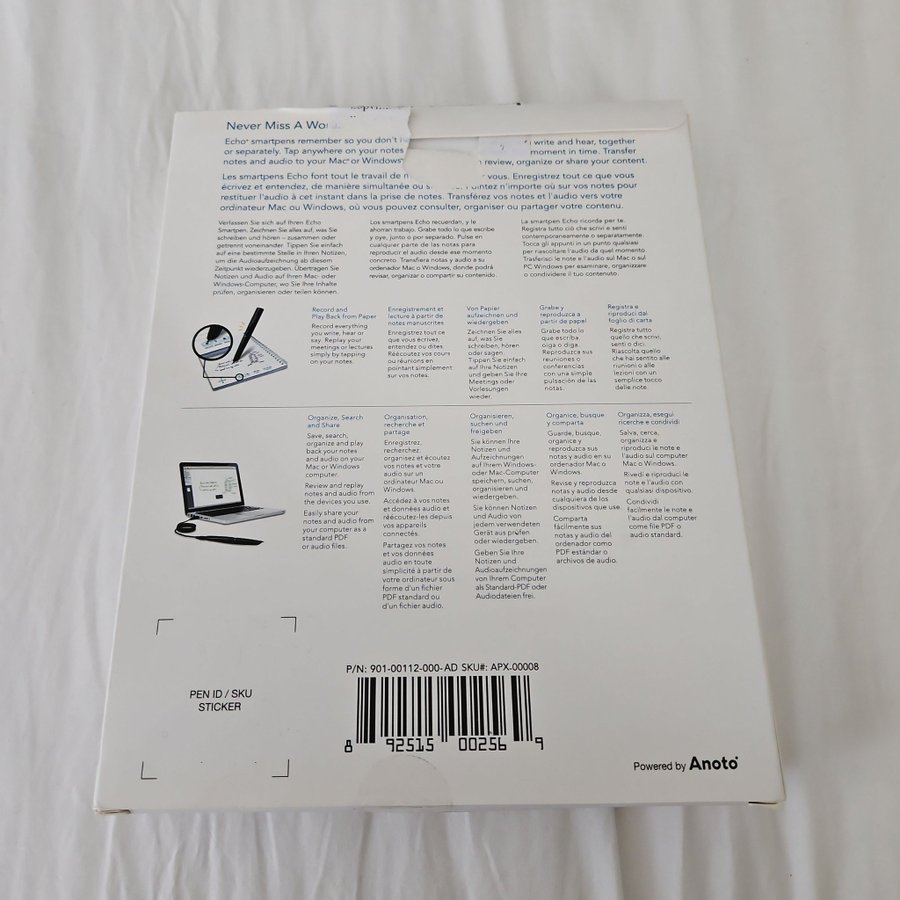 Never Miss A Wor
Echo® smartpens remember so you don't write and hear, together
or separately. Tap anywhere on your notes moment in time. Transfer
notes and audio to your Mac® or Windows® review, organize or share your content.
Les smartpens Echo font tout le travail de vous. Enregistrez tout ce que vous
écrivez et entendez, de manière simultanée ou Pointez n'importe où sur vos notes pour
restituer l'audio à cet instant dans la prise de notes. Transférez vos notes et l'audio vers votre
ordinateur Mac ou Windows, où vous pouvez consulter, organiser ou partager votre contenu.
Verlassen Sie sich auf Ihren Echo
Smartpen. Zeichnen Sie alles auf, was Sie
schreiben und hören – zusammen oder
getrennt voneinander. Tippen Sie einfach
auf eine bestimmte Stelle in Ihren Notizen,
um die Audioaufzeichnung ab diesem
Zeitpunkt wiederzugeben. Übertragen Sie
Notizen und Audio auf Ihren Mac- oder
Windows-Computer, wo Sie Ihre Inhalte
prüfen, organisieren oder teilen können.
Los smartpens Echo recuerdan, y le
ahorran trabajo. Grabe todo lo que escribe
y oye, junto o por separado. Pulse en
cualquier parte de las notas para
reproducir el audio desde ese momento
concreto. Transfiera notas y audio a su
ordenador Mac o Windows, donde podrá
revisar, organizar o compartir su contenido.
La smartpen Echo ricorda per te.
Registra tutto ciò che scrivi e senti
contemporaneamente o separatamente.
Tocca gli appunti in un punto qualsiasi
per riascoltare l'audio da quel momento.
Trasferisci le note e l'audio sul Mac o sul
PC Windows per esaminare, organizzare
o condividere il tuo contenuto.
Record and
Play Back from Paper
Record everything
you write, hear or
say. Replay your
meetings or lectures
simply by tapping
on your notes.
Enregistrement et
lecture à partir de
notes manuscrites
Enregistrez tout ce
que vous écrivez,
entendez ou dites.
Réécoutez vos cours
ou réunions en
pointant simplement
sur vos notes.
Von Papier
aufzeichnen und
wiedergeben
Zeichnen Sie alles
auf, was Sie
schreiben, hören
oder sagen.
Tippen Sie einfach
auf Ihre Notizen
und geben Sie Ihre
Meetings oder
Vorlesungen
wieder.
Grabe y
reproduzca a
partir de papel
Grabe todo lo
que escriba
oiga o diga.
Reproduzca sus
reuniones o
conferencias
con una simple
pulsación de las
notas.
Registra e
riproduci dal
foglio di carta
Registra tutto
quello che scrivi,
senti o dici.
Riascolta quello
che hai sentito alle
riunioni o alle
lezioni con un
semplice tocco
delle note.
Organize, Search
and Share
Save, search,
organize and play
back your notes
and audio on your
Mac or Windows
computer.
Review and replay
notes and audio from
the devices you use.
Easily share your
notes and audio from
your computer as a
standard PDF
or audio files.
Organisation,
recherche et
partage
Enregistrez,
recherchez,
organisez et écoutez
vos notes et votre
audio sur un
ordinateur Mac ou
Windows.
Accédez à vos notes
et données audio et
réécoutez-les depuis
vos appareils
connectés.
Partagez vos notes
et vos données
audio en toute
simplicité à partir de
votre ordinateur sous
forme d'un fichier
PDF standard ou
d'un fichier audio.
Organisieren,
suchen und
freigeben
Sie können Ihre
Notizen und
Aufzeichnungen
auf Ihrem Windows-
oder Mac-Computer
speichern, suchen,
organisieren und
wiedergeben.
Sie können Notizen
und Audio von
jedem verwendeten
Gerät aus prüfen
oder wiedergeben.
Geben Sie Ihre
Notizen und
Audioaufzeichnungen
von Ihrem Computer
als Standard-PDF oder
Audiodateien frei.
Organice, busque
y comparta
Guarde, busque,
organice y
reproduzca sus
notas y audio en su
ordenador Mac o
Windows.
Revise y reproduzca
notas y audio desde
cualquiera de los
dispositivos que use.
Comparta
fácilmente sus
notas y audio del
ordenador como
PDF estándar o
archivos de audio.
Organizza, esegui
ricerche e condividi
Salva, cerca,
organizza e
riproduci le note e
l'audio sul computer
Mac o Windows.
Rivedi e riproduci le
note e l'audio con
qualsiasi dispositivo.
Condividi
facilmente le note e
l'audio dal computer
come file PDF o
audio standard.
PEN ID / SKU
STICKER
P/N: 901-00112-000-AD SKU#: APX-00008
8 92515 00256 9
Powered by Anoto®